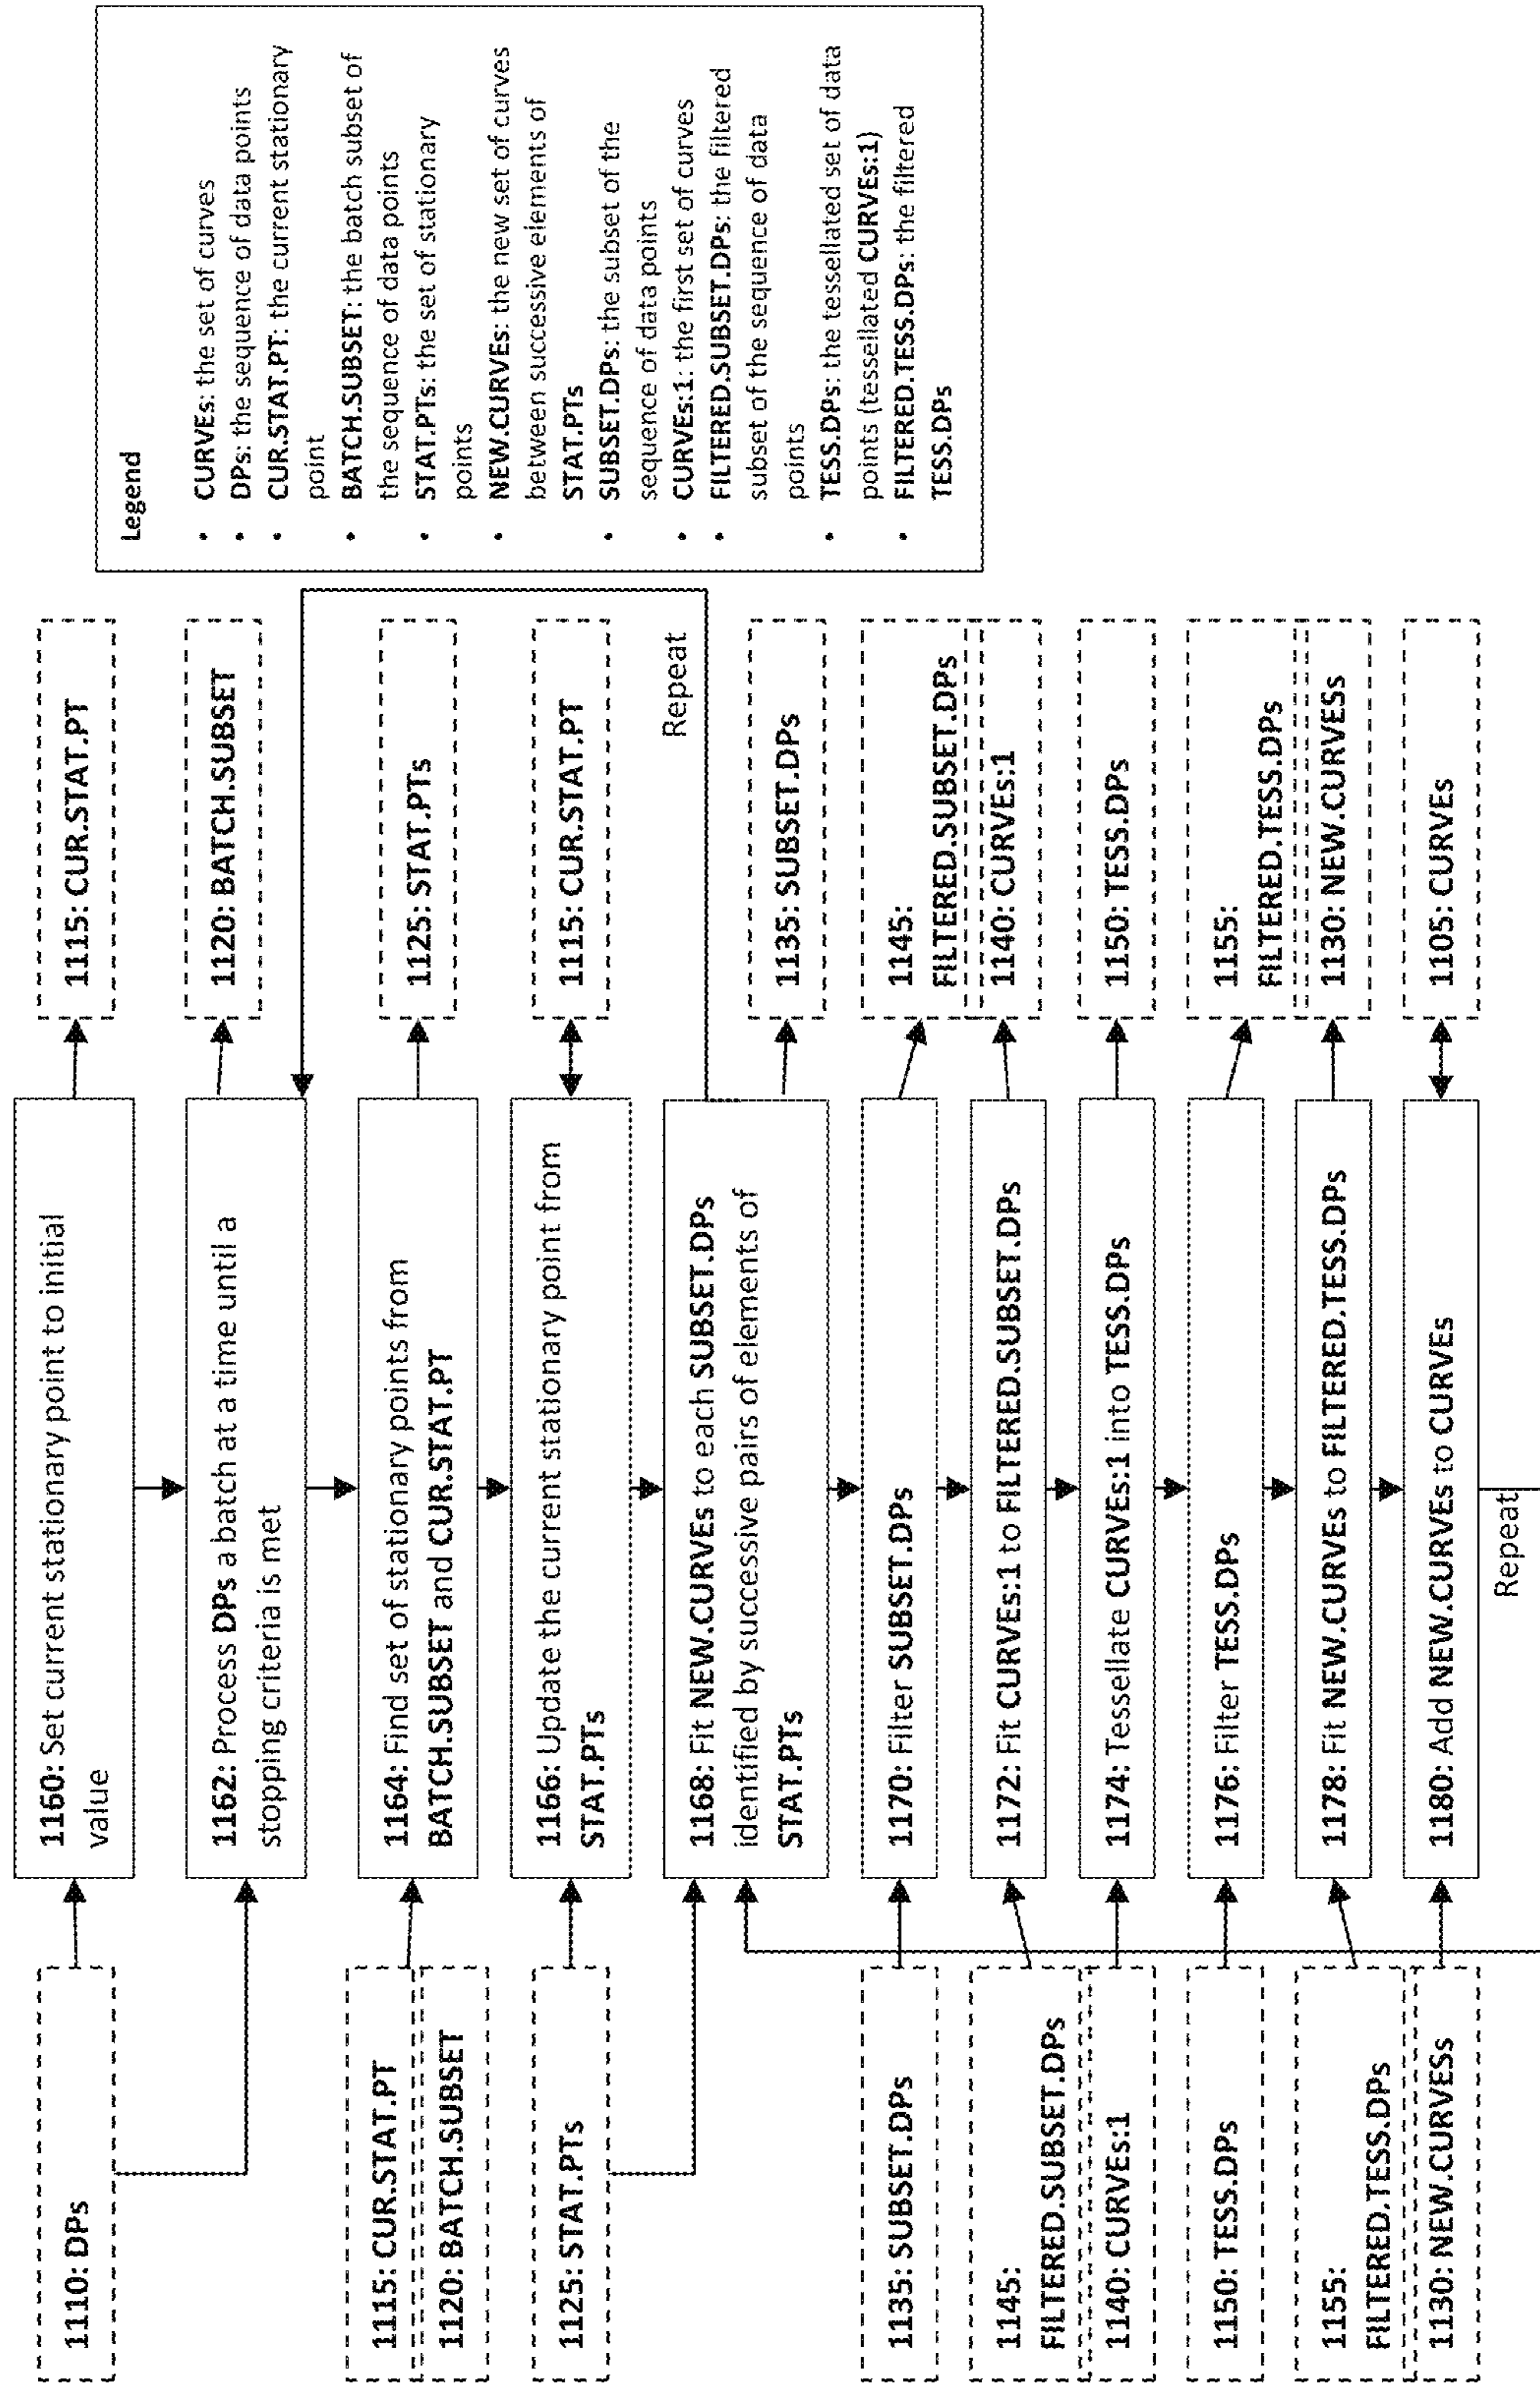 1110: DPs
1115: CUR.STAT.PT
1120: BATCH.SUBSET
1125: STAT.PTs
1135: SUBSET.DPs
1145:
FILTERED.SUBSET.DPs
1140: CURVEs:1
1150: TESS.DPs
1155:
FILTERED.TESS.DPs
1130: NEW.CURVESs
1160: Set current stationary point to initial
value
1162: Process DPs a batch at a time until a
stopping criteria is met
1164: Find set of stationary points from
BATCH.SUBSET and CUR.STAT.PT
1166: Update the current stationary point from
STAT.PTs
1168: Fit NEW.CURVEs to each SUBSET.DPs
identified by successive pairs of elements of
STAT.PTs
1170: Filter SUBSET.DPs
1172: Fit CURVEs:1 to FILTERED.SUBSET.DPs
1174: Tessellate CURVEs:1 into TESS.DPs
1176: Filter TESS.DPs
1178: Fit NEW.CURVEs to FILTERED.TESS.DPs
1180: Add NEW.CURVEs to CURVEs
Repeat
1115: CUR.STAT.PT
1120: BATCH.SUBSET
1125: STAT.PTs
1115: CUR.STAT.PT
Repeat
1135: SUBSET.DPs
1145:
FILTERED.SUBSET.DPs
1140: CURVEs:1
1150: TESS.DPs
1155:
FILTERED.TESS.DPs
1130: NEW.CURVESs
1105: CURVEs
Legend
• CURVEs: the set of curves
• DPs: the sequence of data points
• CUR.STAT.PT: the current stationary
point
• BATCH.SUBSET: the batch subset of
the sequence of data points
• STAT.PTs: the set of stationary
points
• NEW.CURVEs: the new set of curves
between successive elements of
STAT.PTs
• SUBSET.DPs: the subset of the
sequence of data points
• CURVEs:1: the first set of curves
• FILTERED.SUBSET.DPs: the filtered
subset of the sequence of data
points
• TESS.DPs: the tessellated set of data
points (tessellated CURVEs:1)
• FILTERED.TESS.DPs: the filtered
TESS.DPs